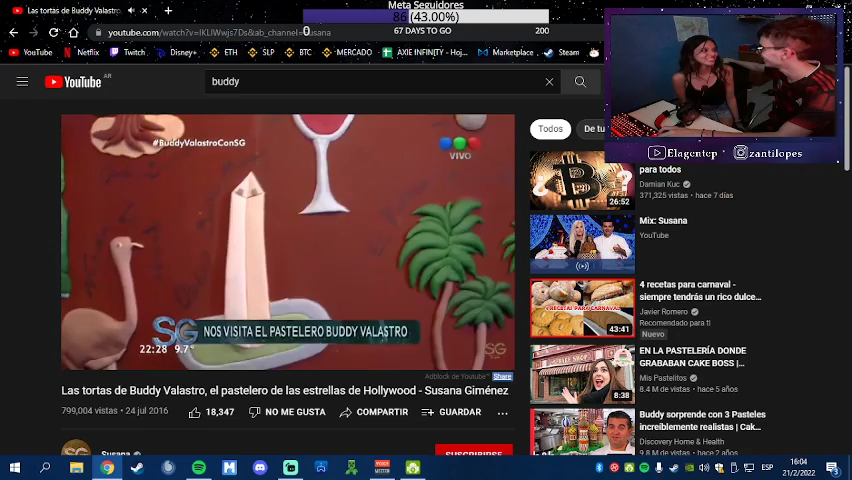 Las tortas de Buddy Valastro
Meta Seguidores
86 (43.00%)
0 67 DAYS TO GO 200
youtube.com/watch?v=IKLIWwjs7Ds&ab_channel=Susana
YouTube Netflix Twitch Disney+ ETH SLP BTC MERCADO AXIE INFINITY - Hoj... Marketplace Steam
YouTube AR
buddy
Elagentcp zantilopes
#BuddyValastroConSG
VIVO
SG NOS VISITA EL PASTELERO BUDDY VALASTRO
22:28 9.7°
SG
Adblock de Youtube™ Share
Las tortas de Buddy Valastro, el pastelero de las estrellas de Hollywood - Susana Giménez
799,004 vistas • 24 jul 2016 18,347 NO ME GUSTA COMPARTIR GUARDAR
Susana
SUSCRIBIRSE
Todos De tu
para todos
Damian Kuc
371,325 vistas • hace 7 días
26:52
Mix: Susana
YouTube
4 recetas para carnaval -
siempre tendrás un rico dulce...
Javier Romero
Recomendado para ti
Nuevo
RECETAS PARA CARNAVAL
43:41
EN LA PASTELERÍA DONDE
GRABABAN CAKE BOSS |...
Mis Pastelitos
8.4 M de vistas • hace 5 años
8:38
Buddy sorprende con 3 Pasteles
increíblemente realistas | Cak...
Discovery Home & Health
9.8 M de vistas • hace 2 años
ESP
16:04
21/2/2022
3